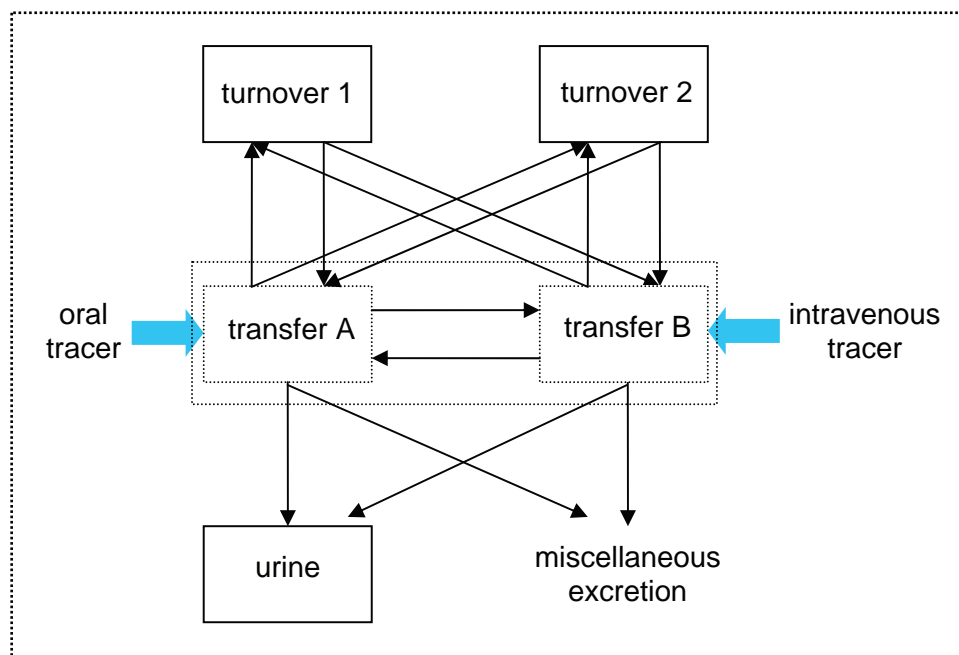 turnover 1
turnover 2
oral
tracer
transfer A
transfer B
intravenous
tracer
urine
miscellaneous
excretion